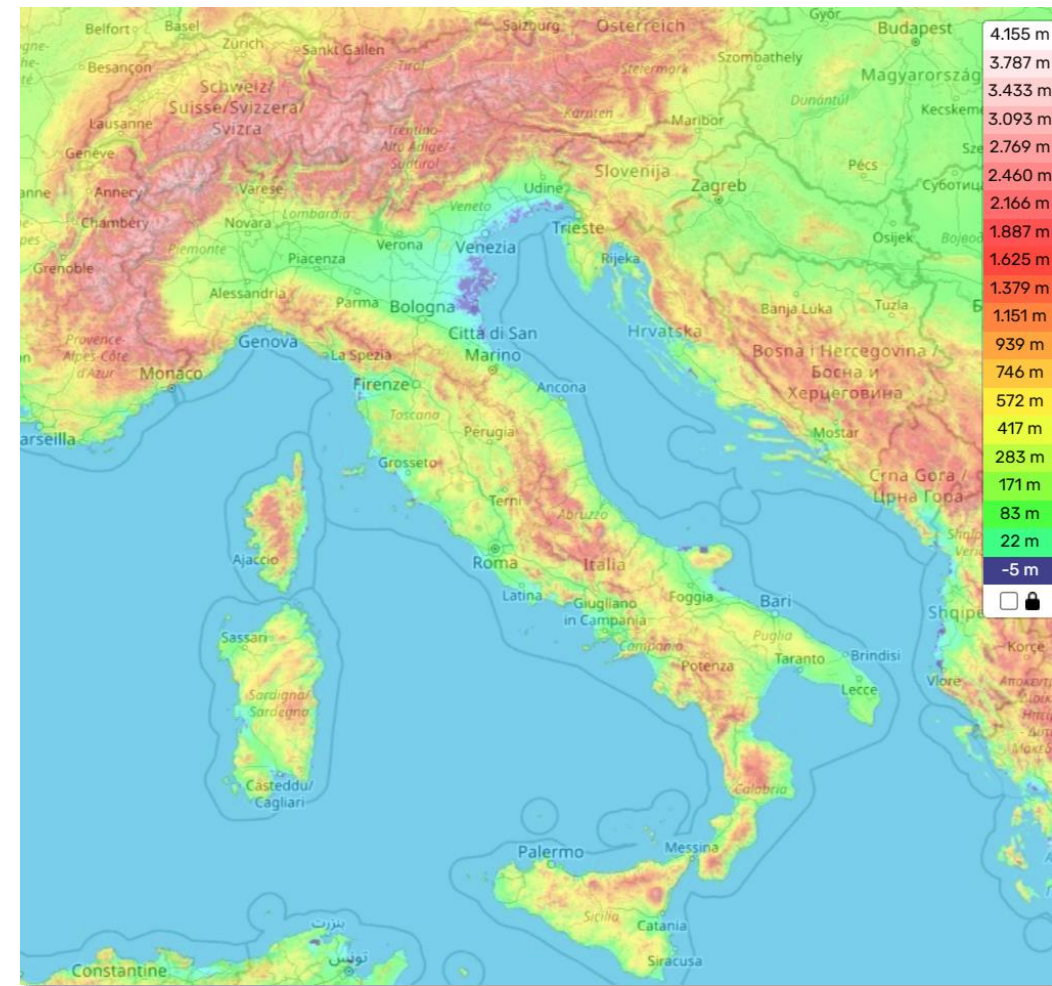 Belfort
Basel
Salzburg
Österreich
Győr
Budapest
Zürich
Sankt Gallen
Besançon
Tirol
Steiermark
Szombathely
Magyarország
Schweiz/
Suisse/Svizzera/
Svizra
Dunántúl
Kecskem
Lausanne
Trentino-
Alto Adige/
Südtirol
Kärnten
Maribor
Genève
Slovenija
Pécs
Annecy
Varese
Udine
Zagreb
Суботиц
Chambéry
Novara
Lombardia
Veneto
Trieste
Osijek
Piemonte
Verona
Venezia
Grenoble
Piacenza
Rijeka
Alessandria
Parma
Bologna
Banja Luka
Tuzla
Provence-
Alpes-Côte
d'Azur
Genova
Città di San
Marino
Hrvatska
La Spezia
Bosna i Hercegovina /
Босна и
Херцеговина
Monaco
Firenze
Ancona
Toscana
arseilla
Perugia
Mostar
Grosseto
Crna Gora /
Црна Гора
Terni
Abruzzo
Ajaccio
Roma
Italia
Latina
Giugliano
in Campania
Foggia
Bari
Shqipë
Sassari
Campania
Puglia
Korçë
Potenza
Taranto
Brindisi
Sardigna/
Sardegna
Lecce
Vlorë
Casteddu/
Cagliari
Calabria
Palermo
Messina
Sicilia
Catania
Siracusa
بنزرت
تونس
Constantine
4.155 m
3.787 m
3.433 m
3.093 m
2.769 m
2.460 m
2.166 m
1.887 m
1.625 m
1.379 m
1.151 m
939 m
746 m
572 m
417 m
283 m
171 m
83 m
22 m
-5 m